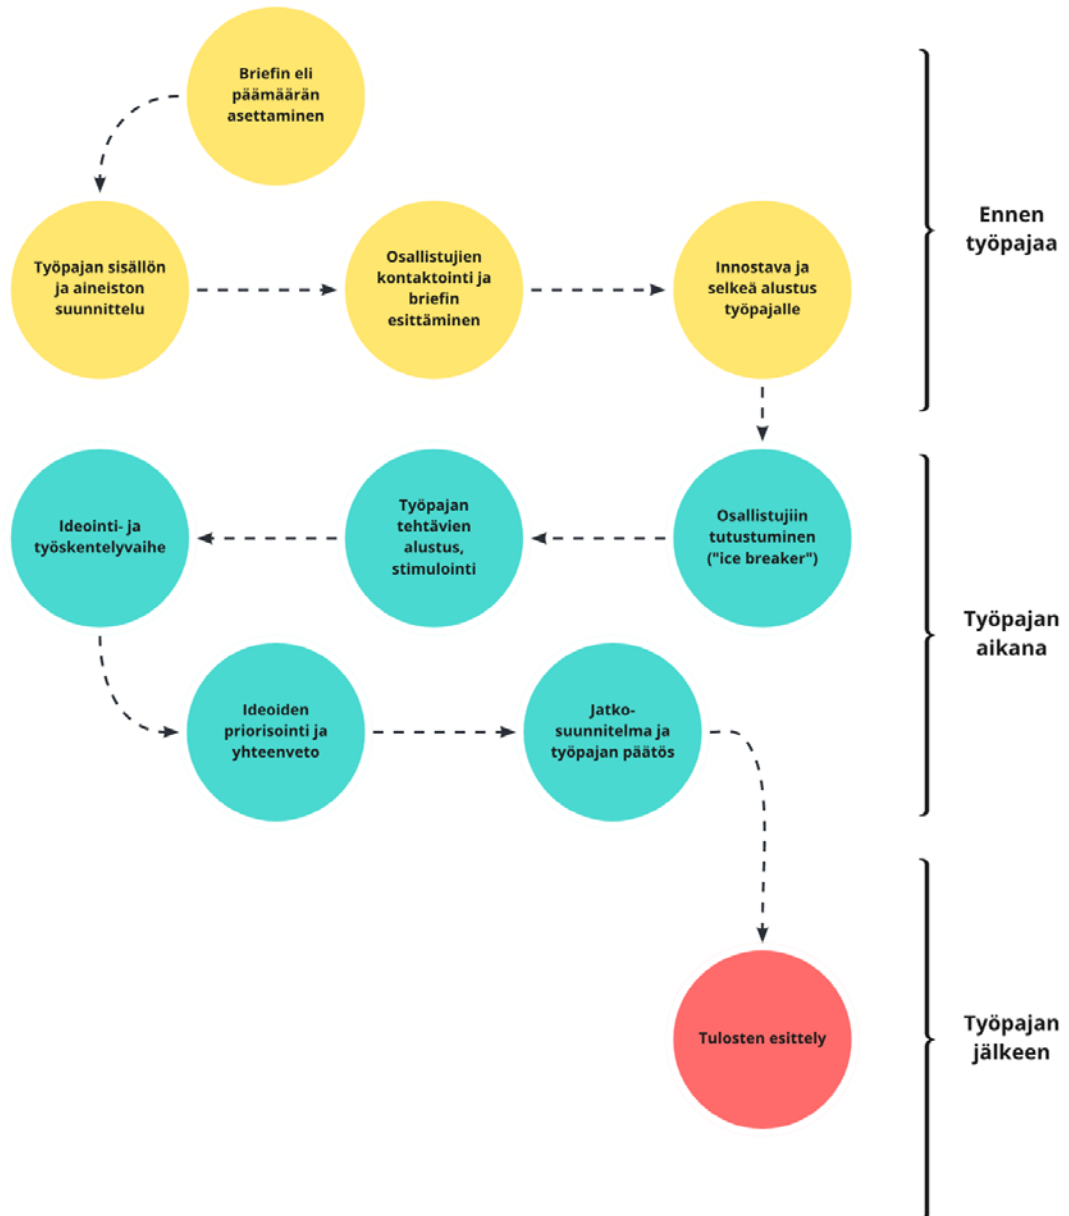 Briefin eli
päämäärän
asettaminen
Työpajan sisällön
ja aineiston
suunnittelu
Osallistujien
kontaktointi ja
briefin
esittäminen
Innostava ja
selkeä alustus
työpajalle
Ennen
työpajaa
Osallistujiin
tutustuminen
("ice breaker")
Työpajan
tehtävien
alustus,
stimulointi
Ideointi- ja
työskentelyvaihe
Ideoiden
priorisointi ja
yhteenveto
Jatko-
suunnitelma ja
työpajan päätös
Työpajan
aikana
Tulosten esittely
Työpajan
jälkeen